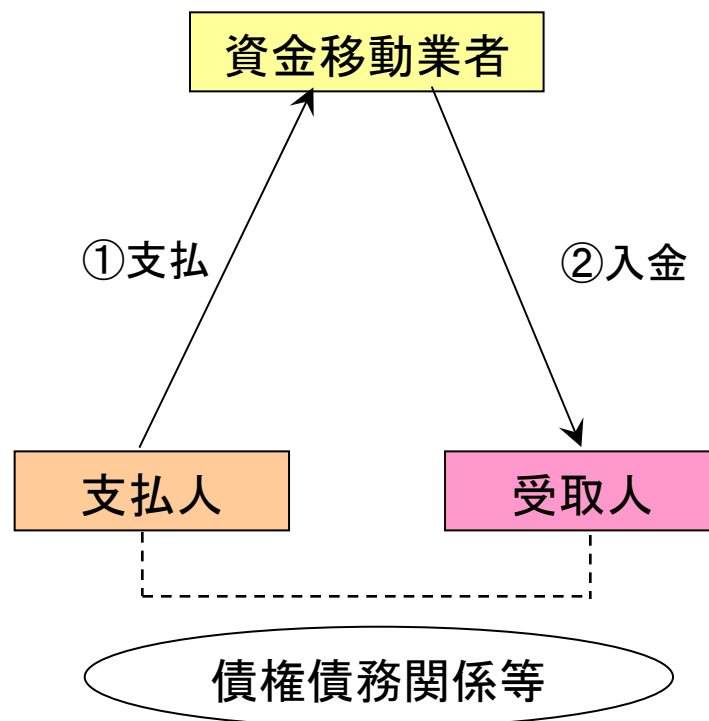 資金移動業者
①支払
②入金
支払人
受取人
債権債務関係等